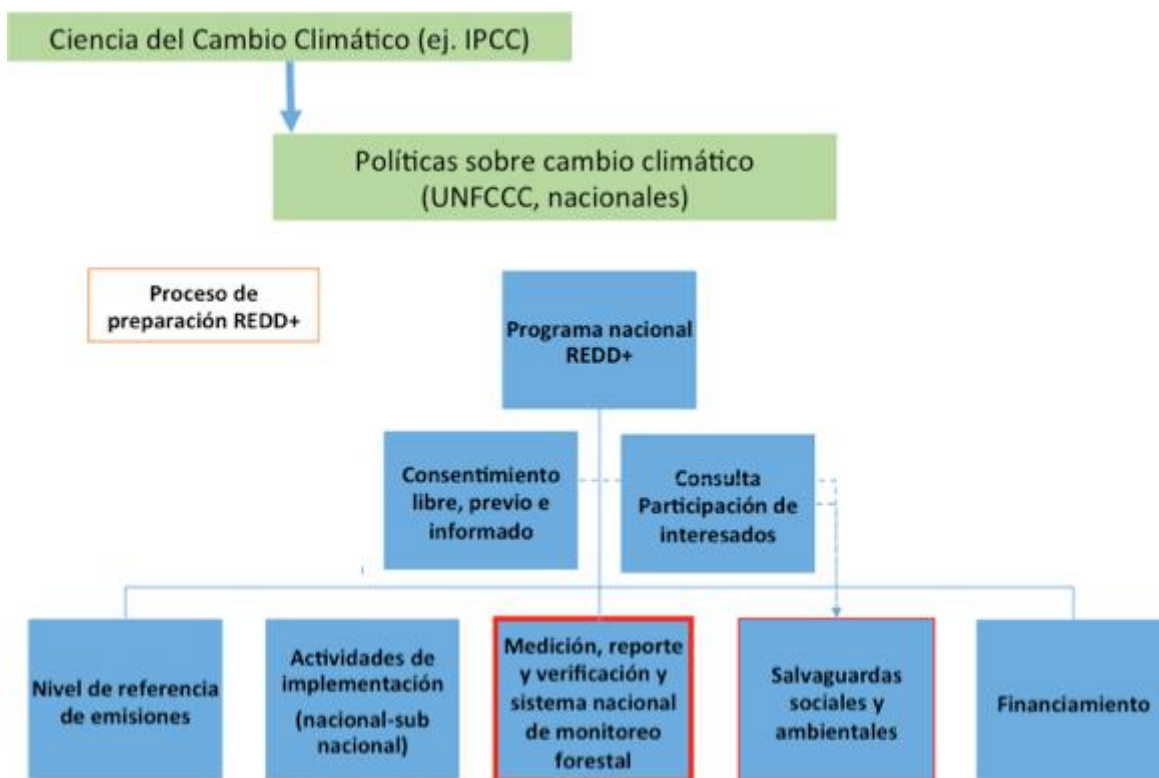 Ciencia del Cambio Climático (ej. IPCC)
Políticas sobre cambio climático
(UNFCCC, nacionales)
Proceso de
preparación REDD+
Programa nacional
REDD+
Consentimiento
libre, previo e
informado
Consulta
Participación de
interesados
Nivel de referencia
de emisiones
Actividades de
implementación
(nacional-sub
nacional)
Medición, reporte
y verificación y
sistema nacional
de monitoreo
forestal
Salvaguardas
sociales y
ambientales
Financiamiento